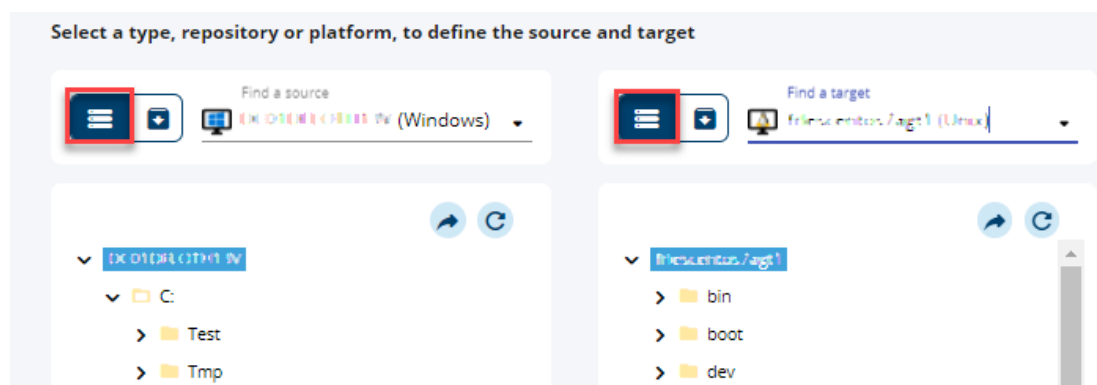 Select a type, repository or platform, to define the source and target
Find a source
(Windows)
Find a target
(Unix)
C:
Test
Tmp
bin
boot
dev